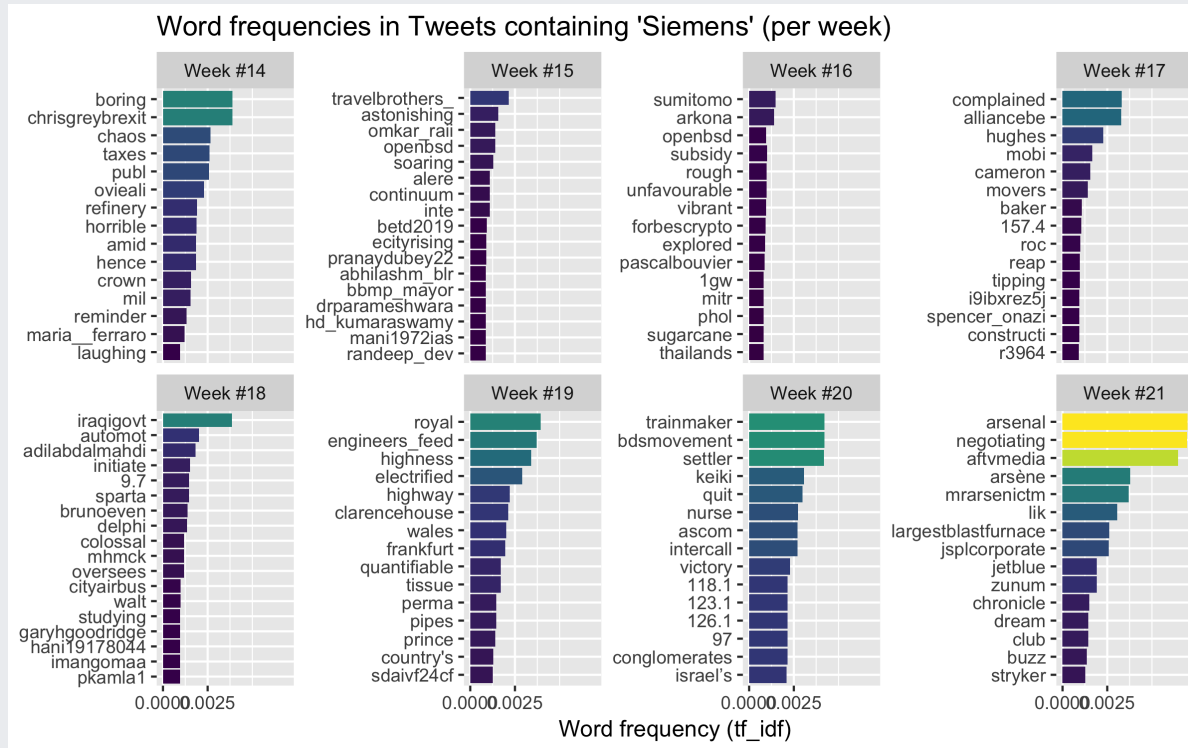 Word frequencies in Tweets containing 'Siemens' (per week)
Week #14
boring
chrisgreybrexit
chaos
taxes
publ
ovieali
refinery
horrible
amid
hence
crown
mil
reminder
maria__ferraro
laughing
Week #15
travelbrothers_
astonishing
omkar_raii
openbsd
soaring
alere
continuum
inte
betd2019
ecityrising
pranaydubey22
abhilashm_blr
bbmp_mayor
drparameshwara
hd_kumaraswamy
mani1972ias
randeep_dev
Week #16
sumitomo
arkona
openbsd
subsidy
rough
unfavourable
vibrant
forbescrypto
explored
pascalbouvier
1gw
mitr
phol
sugarcane
thailands
Week #17
complained
alliancebe
hughes
mobi
cameron
movers
baker
157.4
roc
reap
tipping
i9ibxrez5j
spencer_onazi
constructi
r3964
Week #18
iraqigovt
automot
adilabdalmahdi
initiate
9.7
sparta
brunoeven
delphi
colossal
mhmck
oversees
cityairbus
walt
studying
garyhgoodridge
hani19178044
imangomaa
pkamla1
0.0000 0.0025
Week #19
royal
engineers_feed
highness
electrified
highway
clarencehouse
wales
frankfurt
quantifiable
tissue
perma
pipes
prince
country's
sdaivf24cf
0.0000 0.0025
Week #20
trainmaker
bdsmovement
settler
keiki
quit
nurse
ascom
intercall
victory
118.1
123.1
126.1
97
conglomerates
israel’s
0.0000 0.0025
Week #21
arsenal
negotiating
aftvmedia
arsène
mrarsenictm
lik
largestblastfurnace
jsplcorporate
jetblue
zunum
chronicle
dream
club
buzz
stryker
0.0000 0.0025
Word frequency (tf_idf)